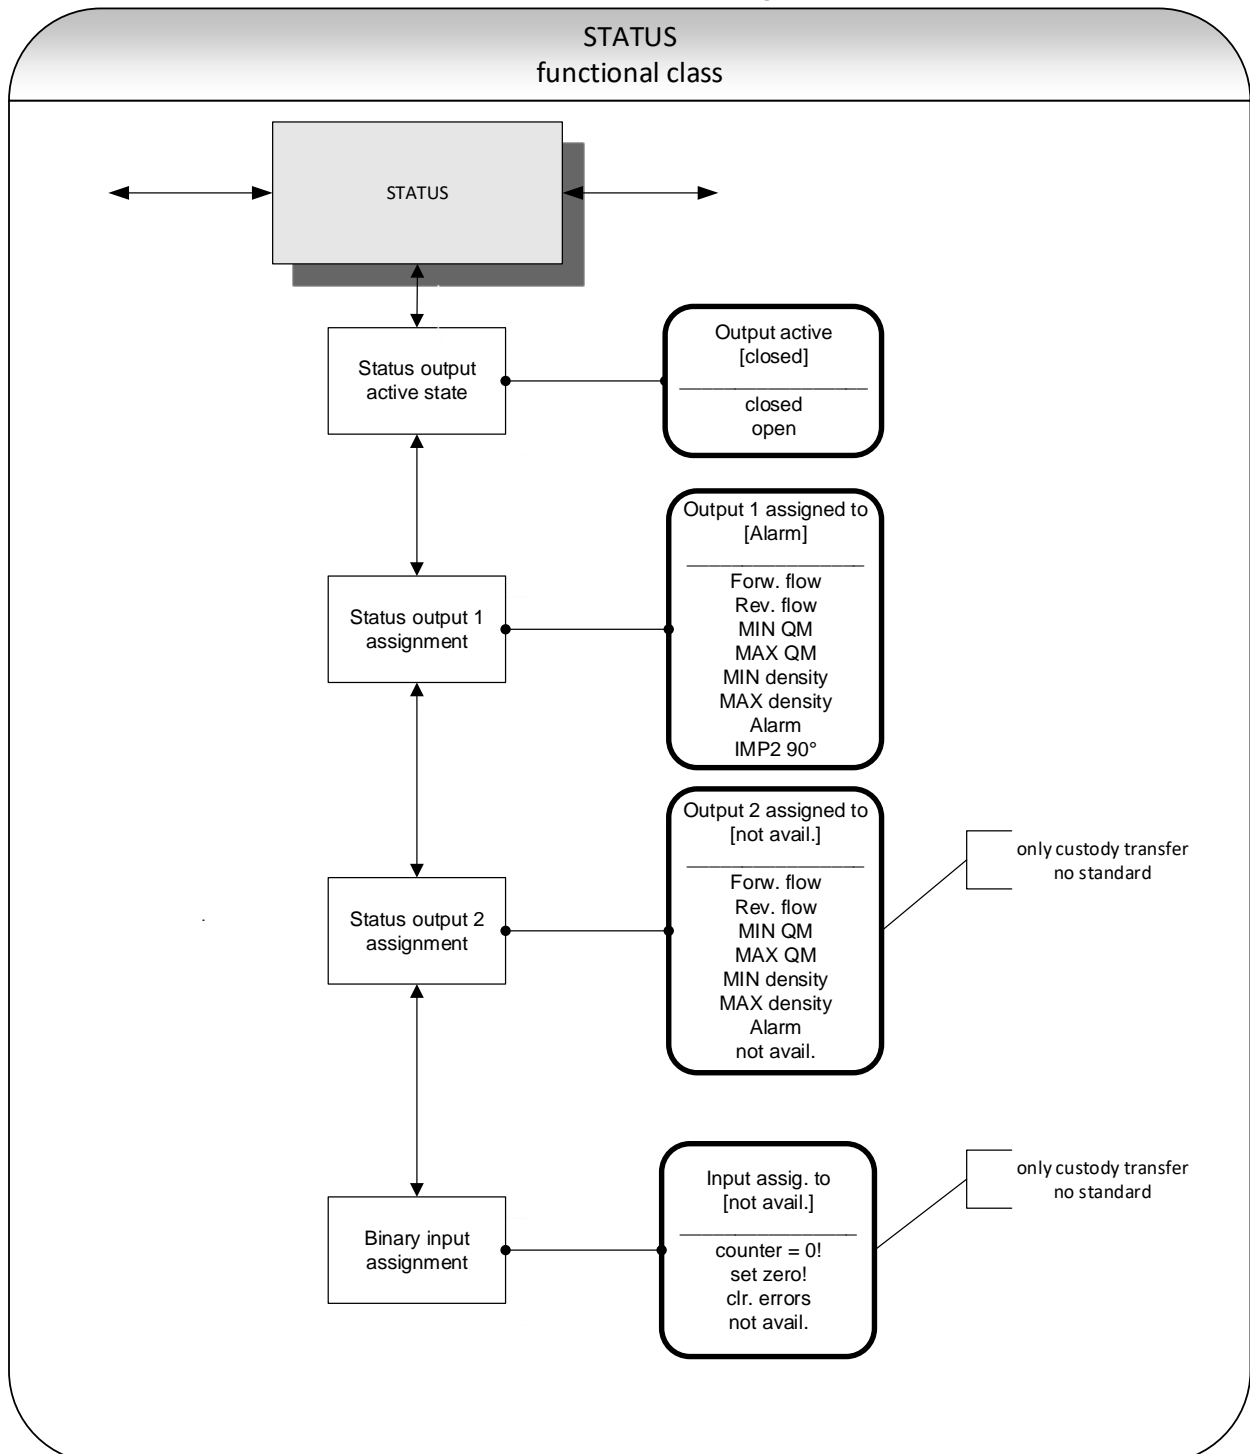 STATUS
functional class
STATUS
Status output
active state
Output active
[closed]
closed
open
Status output 1
assignment
Output 1 assigned to
[Alarm]
Forw. flow
Rev. flow
MIN QM
MAX QM
MIN density
MAX density
Alarm
IMP2 90°
Status output 2
assignment
Output 2 assigned to
[not avail.]
Forw. flow
Rev. flow
MIN QM
MAX QM
MIN density
MAX density
Alarm
not avail.
only custody transfer
no standard
Binary input
assignment
Input assig. to
[not avail.]
counter = 0!
set zero!
clr. errors
not avail.
only custody transfer
no standard